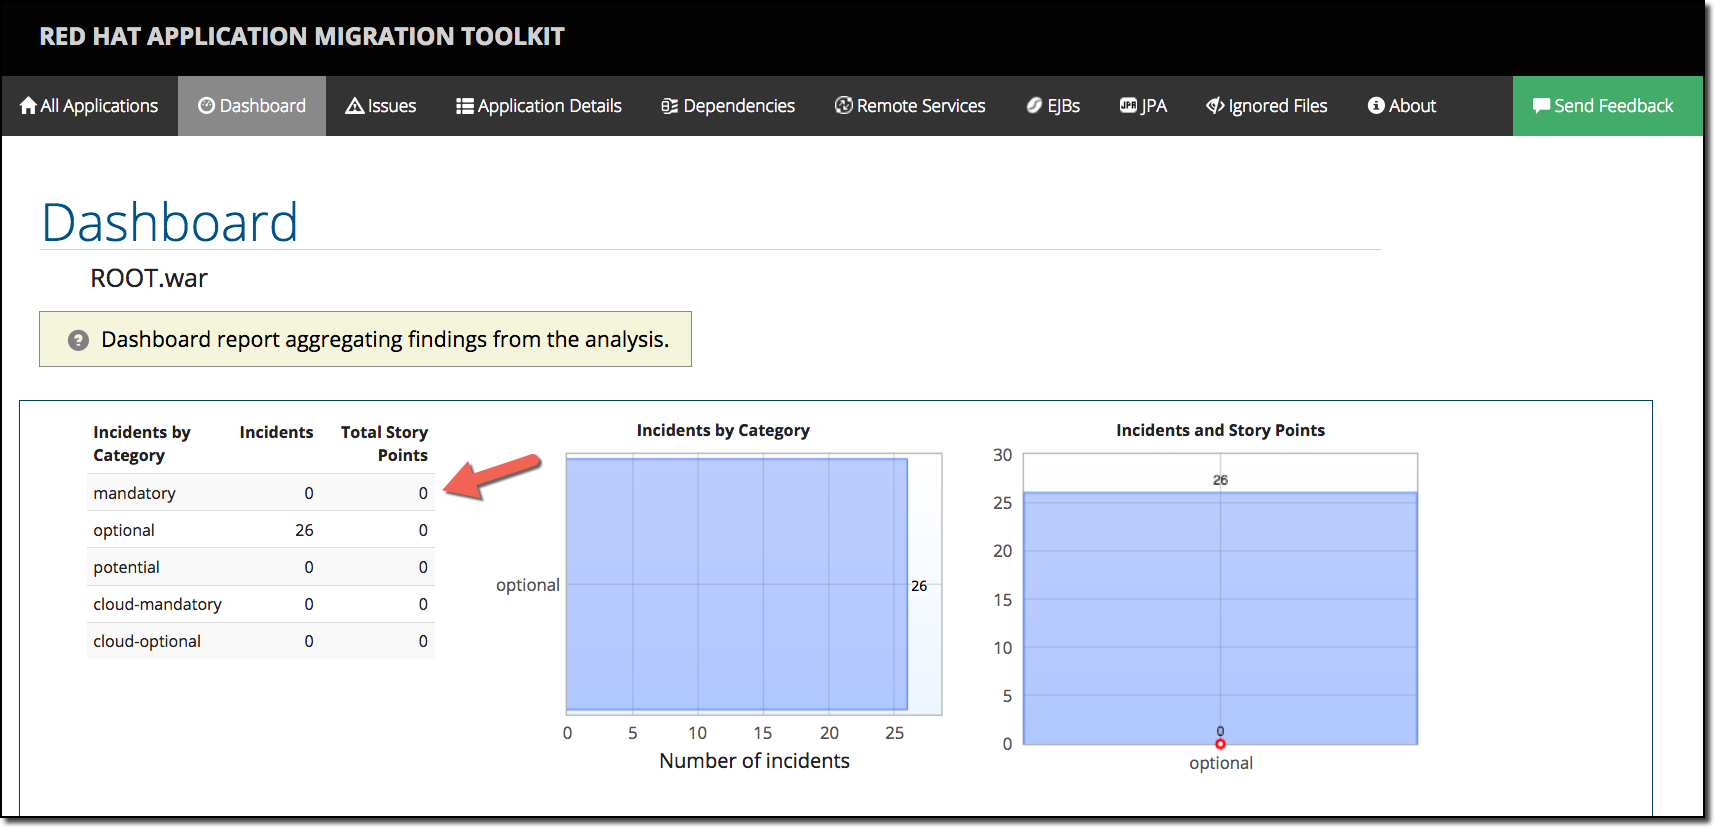 RED HAT APPLICATION MIGRATION TOOLKIT
All Applications Dashboard Issues Application Details Dependencies Remote Services EJBs JPA JPA Ignored Files About Send Feedback
Dashboard
ROOT.war
? Dashboard report aggregating findings from the analysis.
Incidents by Category Incidents Total Story Points
mandatory 0 0
optional 26 0
potential 0 0
cloud-mandatory 0 0
cloud-optional 0 0
Incidents by Category
optional
26
0 5 10 15 20 25
Number of incidents
Incidents and Story Points
30
25
20
15
10
5
0
26
0
optional